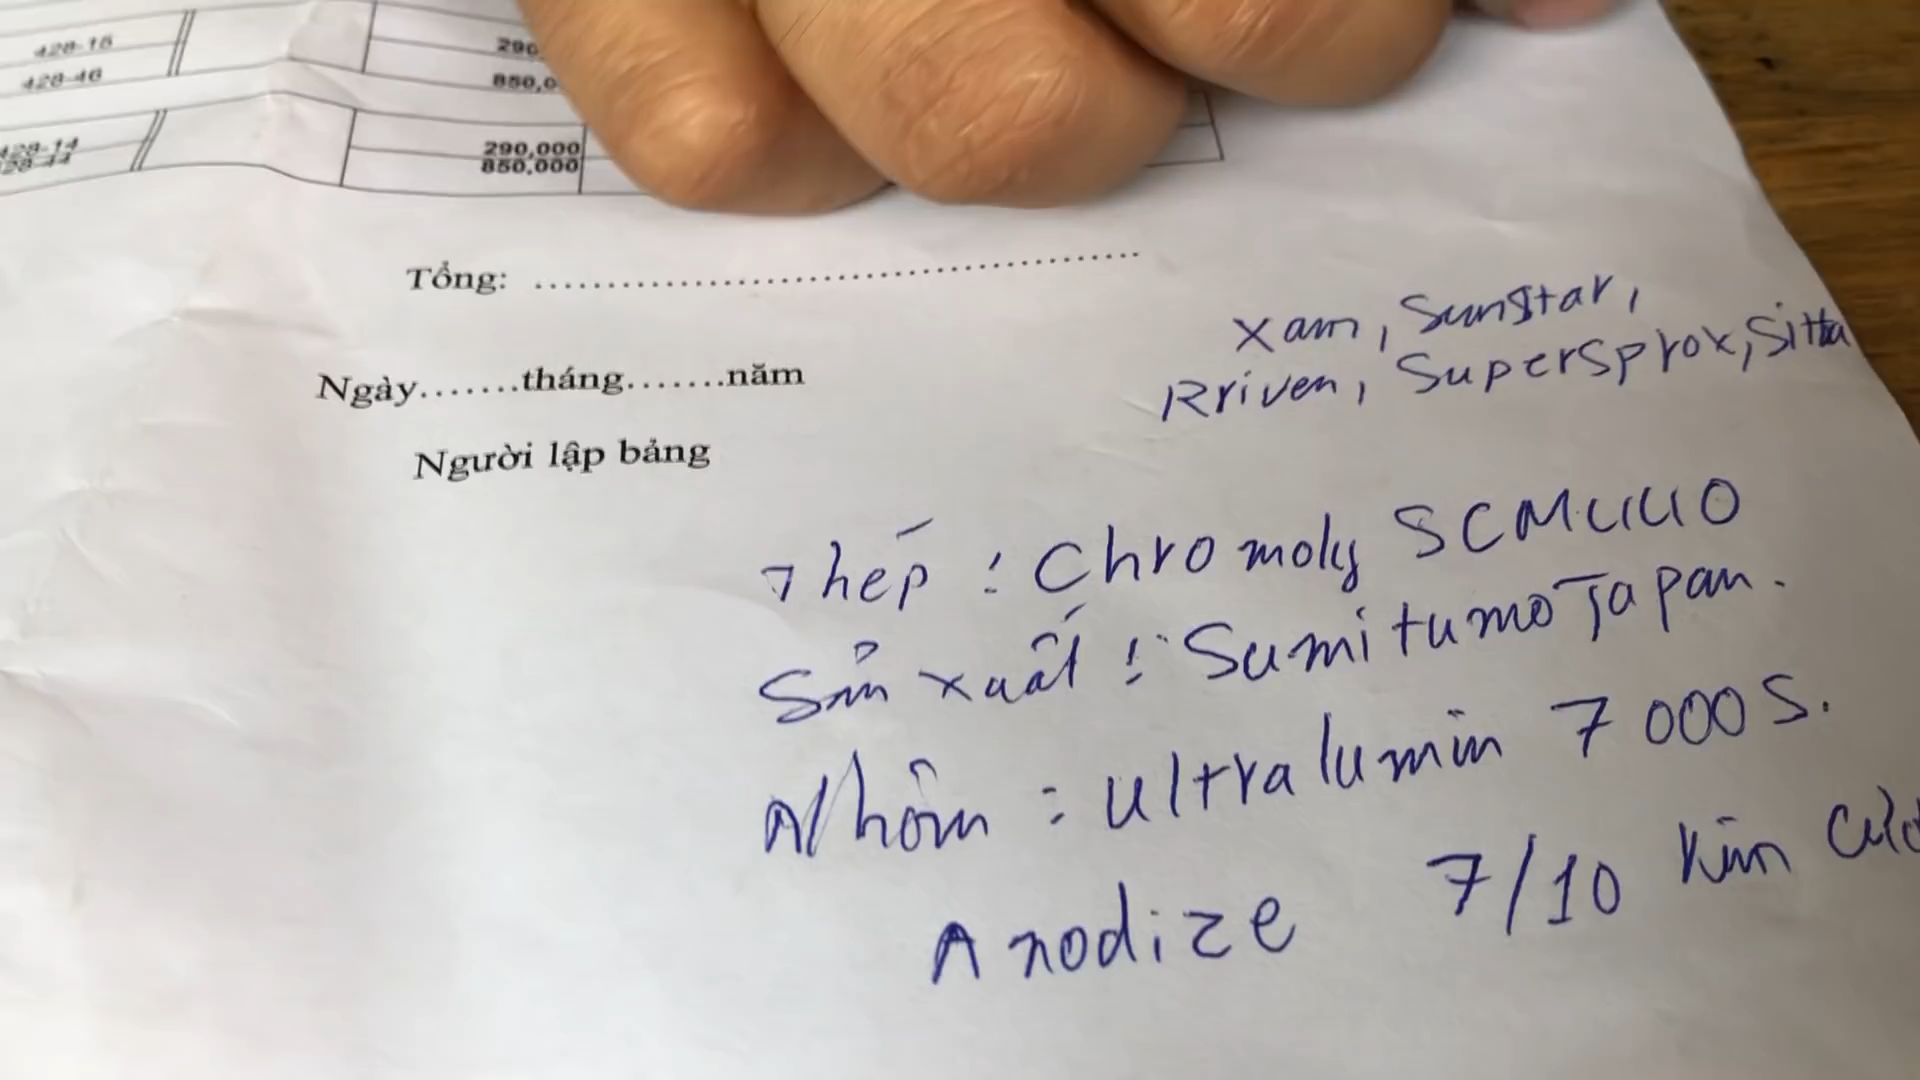 428-15 290,
428-46 850,0
428-14 290,000
428-44 850,000
Tổng: ........................................................
Ngày.......tháng.......năm
Người lập bảng
Xam, Sunstar,
Rriven, SuperSprox, Sitta
Thép : Chromoly SCM440
Sản xuất : Sumitumo Japan.
Nhôm : Ultralumin 7000S.
Anodize 7/10 Kim